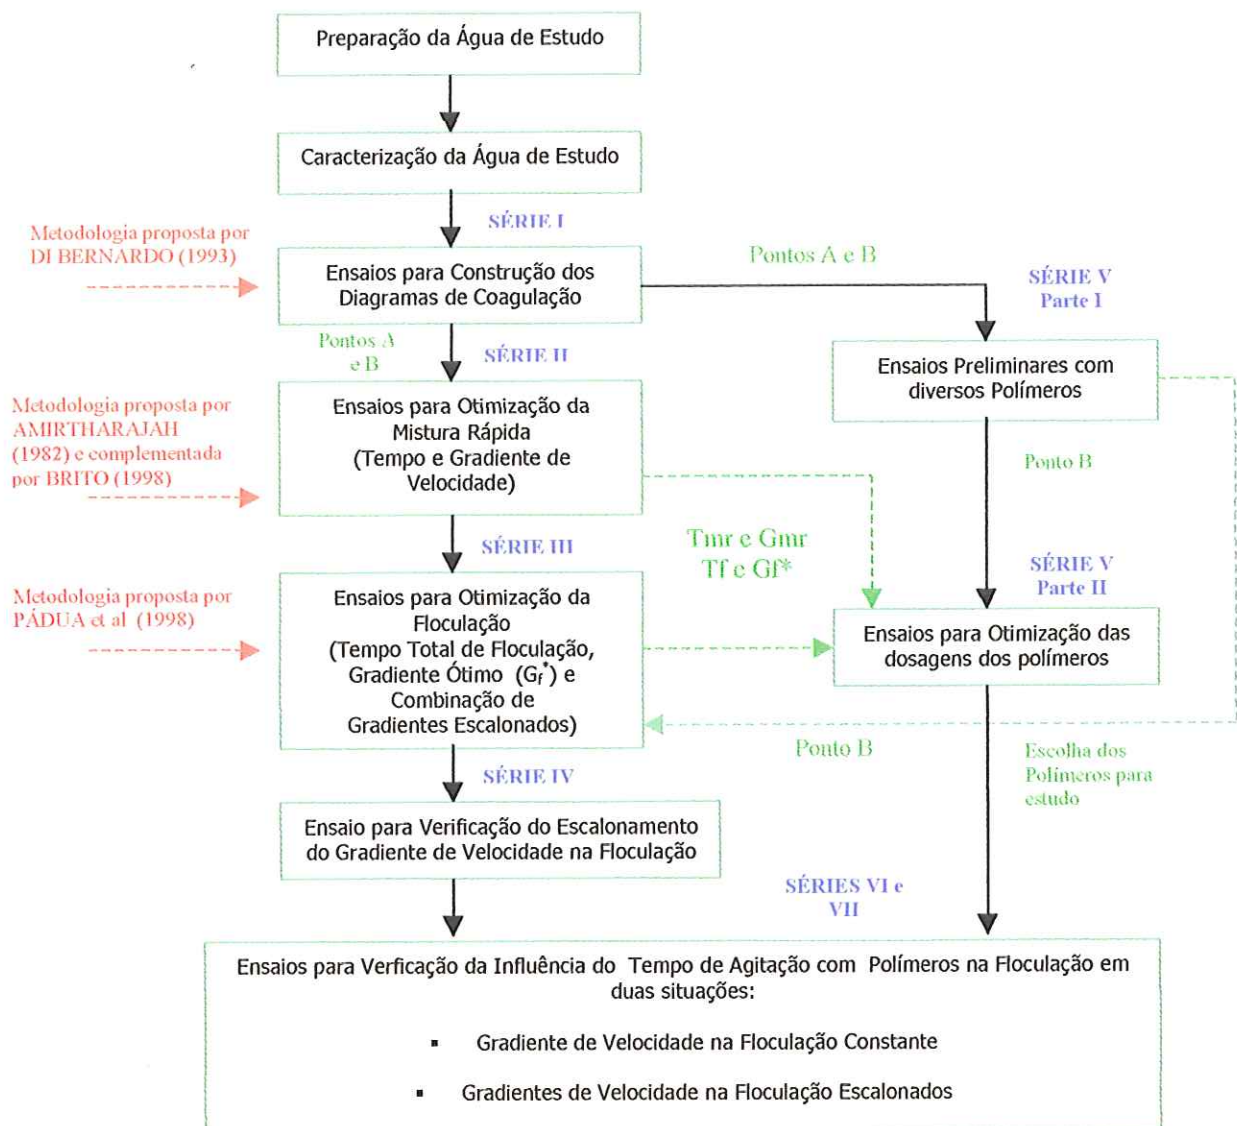 Preparação da Água de Estudo
Caracterização da Água de Estudo
SÉRIE I
Metodologia proposta por
DI BERNARDO (1993)
Ensaios para Construção dos
Diagramas de Coagulação
Pontos A e B
SÉRIE V
Parte I
Pontos A
e B
SÉRIE II
Ensaios Preliminares com
diversos Polímeros
Metodologia proposta por
AMIRTHARAJAH
(1982) e complementada
por BRITO (1998)
Ensaios para Otimização da
Mistura Rápida
(Tempo e Gradiente de
Velocidade)
Ponto B
SÉRIE III
Tmr e Gmr
Tf e Gf*
SÉRIE V
Parte II
Metodologia proposta por
PÁDUA et al (1998)
Ensaios para Otimização da
Floculação
(Tempo Total de Floculação,
Gradiente Ótimo (Gf*) e
Combinação de
Gradientes Escalonados)
Ensaios para Otimização das
dosagens dos polímeros
Ponto B
Escolha dos
Polímeros para
estudo
SÉRIE IV
Ensaio para Verificação do Escalonamento
do Gradiente de Velocidade na Floculação
SÉRIES VI e
VII
Ensaios para Verficação da Influência do Tempo de Agitação com Polímeros na Floculação em
duas situações:
▪ Gradiente de Velocidade na Floculação Constante
▪ Gradientes de Velocidade na Floculação Escalonados